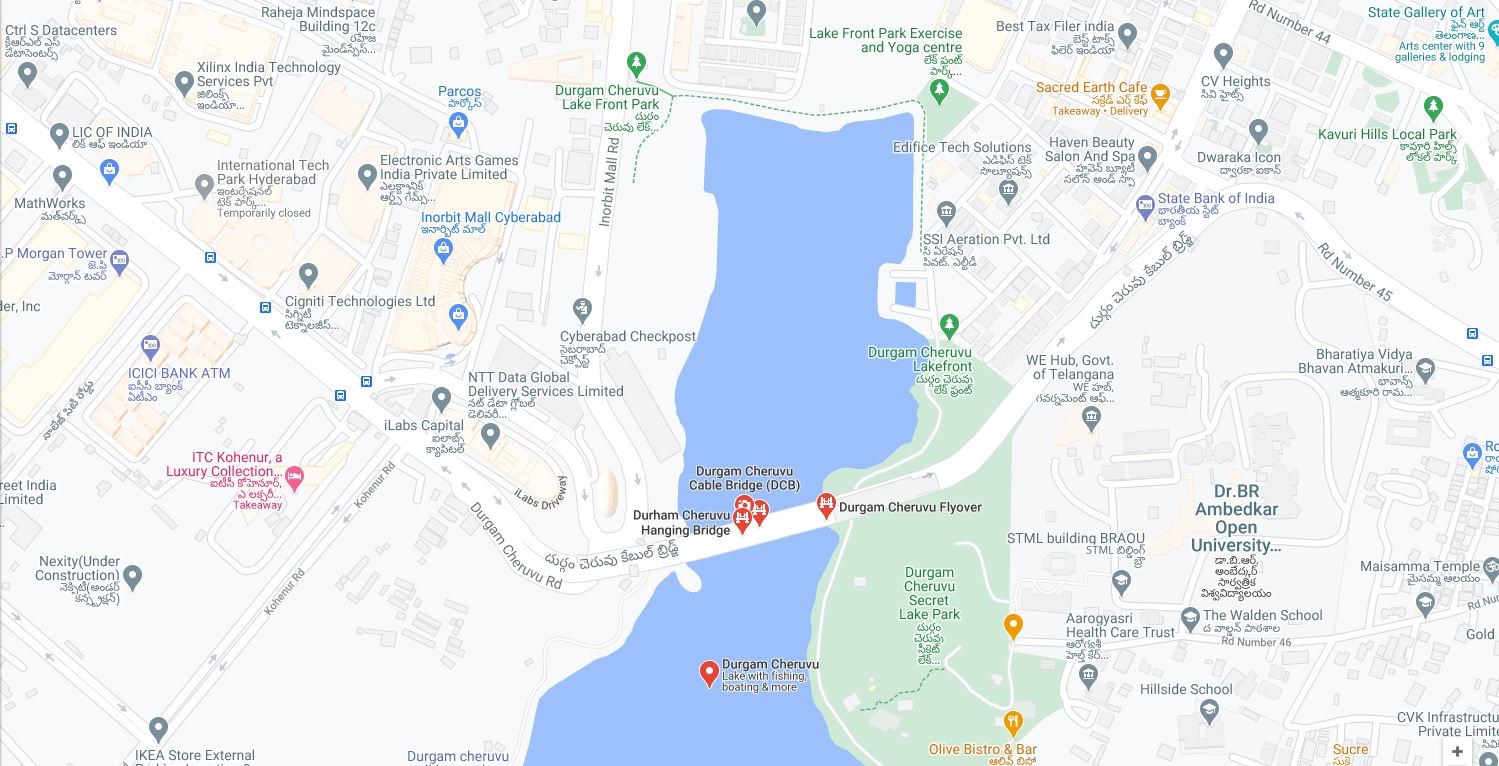 Ctrl S Datacenters
సీఆర్ఎల్ ఎస్
డేటాసెంటర్స్
Raheja Mindspace
Building 12c
రహేజ
మైండ్‌స్పేస్...
Xilinx India Technology
Services Pvt
జిలింక్స్
ఇండియా...
Parcos
పార్కోస్
LIC OF INDIA
లిక్ ఆఫ్ ఇండియా
MathWorks
మత్‌వర్క్స్
International Tech
Park Hyderabad
ఇంటర్నేషనల్
టెక్ పార్క్...
Temporarily closed
Electronic Arts Games
India Private Limited
ఎలక్ట్రానిక్
ఆర్ట్స్ గేమ్స్...
Inorbit Mall Cyberabad
ఇనార్బిట్ మాల్
Durgam Cheruvu
Lake Front Park
దుర్గం
చెరువు లేక్...
Inorbit Mall Rd
Lake Front Park Exercise
and Yoga centre
లేక్ ఫ్రంట్
పార్క్...
Best Tax Filer india
బెస్ట్ టాక్స్
ఫిలెర్ ఇండియా
Rd Number 44
State Gallery of Art
స్టేట్ ఆర్ట్
తెలంగాణ...
Arts center with 9
galleries & lodging
CV Heights
సివి హైట్స్
Sacred Earth Cafe
సక్రేడ్ ఎర్త్ కేఫ్
Takeaway • Delivery
Kavuri Hills Local Park
కావూరి హిల్స్
లోకల్ పార్క్
Edifice Tech Solutions
ఎడిఫిస్ టెక్
సొల్యూషన్స్
Haven Beauty
Salon And Spa
హవెన్ బ్యూటీ
సలోన్ అండ్ స్పా
Dwaraka Icon
ద్వారకా ఐకాన్
State Bank of India
భారతీయ స్టేట్
బ్యాంక్
SSI Aeration Pvt. Ltd
సి ఏరేషన్
పివట్. ఎల్టీడీ
.P Morgan Tower
జె.పి
మోర్గాన్ టవర్
der, Inc
Cigniti Technologies Ltd
సిగ్నిటీ
టెక్నాలజీస్...
Cyberabad Checkpost
సైబరాబాద్
చెక్పోస్ట్
ICICI BANK ATM
ఐసీసీ బ్యాంక్
ఏటీఎం
నాలెజ్ సిటీ రోడ్డు
NTT Data Global
Delivery Services Limited
నట్ డేటా గ్లోబల్
డెలివరీ...
iLabs Capital
ఐలాబ్స్
క్యాపిటల్
Durgam Cheruvu
Lakefront
దుర్గం చెరువు
లేక్ ఫ్రంట్
దుర్గం చెరువు కేబుల్ బ్రిడ్జ్
Rd Number 45
WE Hub, Govt.
of Telangana
WE హబ్,
గవర్నమెంట్ ఆఫ్...
Bharatiya Vidya
Bhavan Atmakuri...
భావాన్స్
ఆత్మకూరి రామ...
ITC Kohenur, a
Luxury Collection...
ఐటీసీ కోహెనూర్,
ఎ లక్సరీ...
Takeaway
reet India
Limited
Kohenur Rd
iLabs Driveway
Durgam Cheruvu
Cable Bridge (DCB)
Durham Cheruvu
Hanging Bridge
Durgam Cheruvu Flyover
Durgam Cheruvu Rd
దుర్గం చెరువు కేబుల్ బ్రిడ్జ్
Dr.BR
Ambedkar
Open
University...
డా.బి.ఆర్.
అంబేద్కర్
సార్వత్రిక
విశ్వవిద్యాలయం
STML building BRAOU
STML బిల్డింగ్
బ్రౌ
Nexity(Under
Construction)
నెక్సిటీ(అండర్
కన్స్ట్రక్షన్)
Kohenur Rd
Durgam
Cheruvu
Secret
Lake Park
దుర్గం
చెరువు
సీక్రెట్
లేక్...
Maisamma Temple
మైసమ్మ ఆలయం
Aarogyasri
Health Care Trust
ఆరోగ్యశ్రీ
హెల్త్ కేర్...
The Walden School
ద వాల్డన్ పాఠశాల
Rd Number 46
Gold
Durgam Cheruvu
Lake with fishing,
boating & more
Hillside School
IKEA Store External
Durgam cheruvu
Olive Bistro & Bar
CVK Infrastructu
Private Limited
Sucre